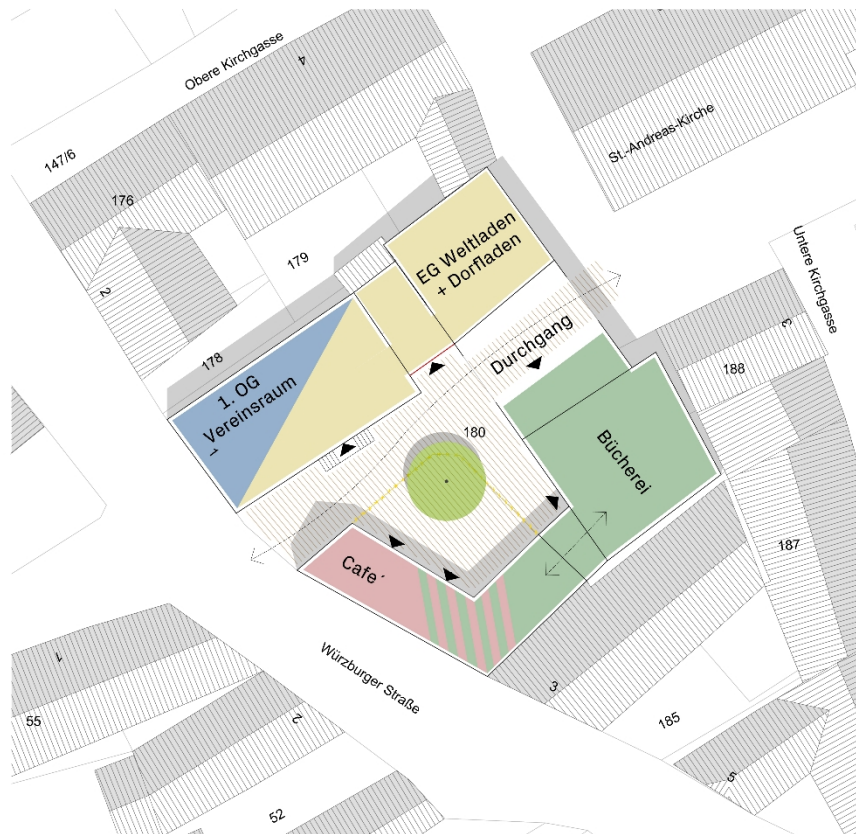 Obere Kirchgasse
4
147/6
St.-Andreas-Kirche
176
EG Weltladen
+ Dorfladen
179
2
Untere Kirchgasse
Durchgang
3
178
1. OG
Vereinsraum
188
180
Bücherei
187
Cafe´
Würzburger Straße
1
3
55
2
185
5
52